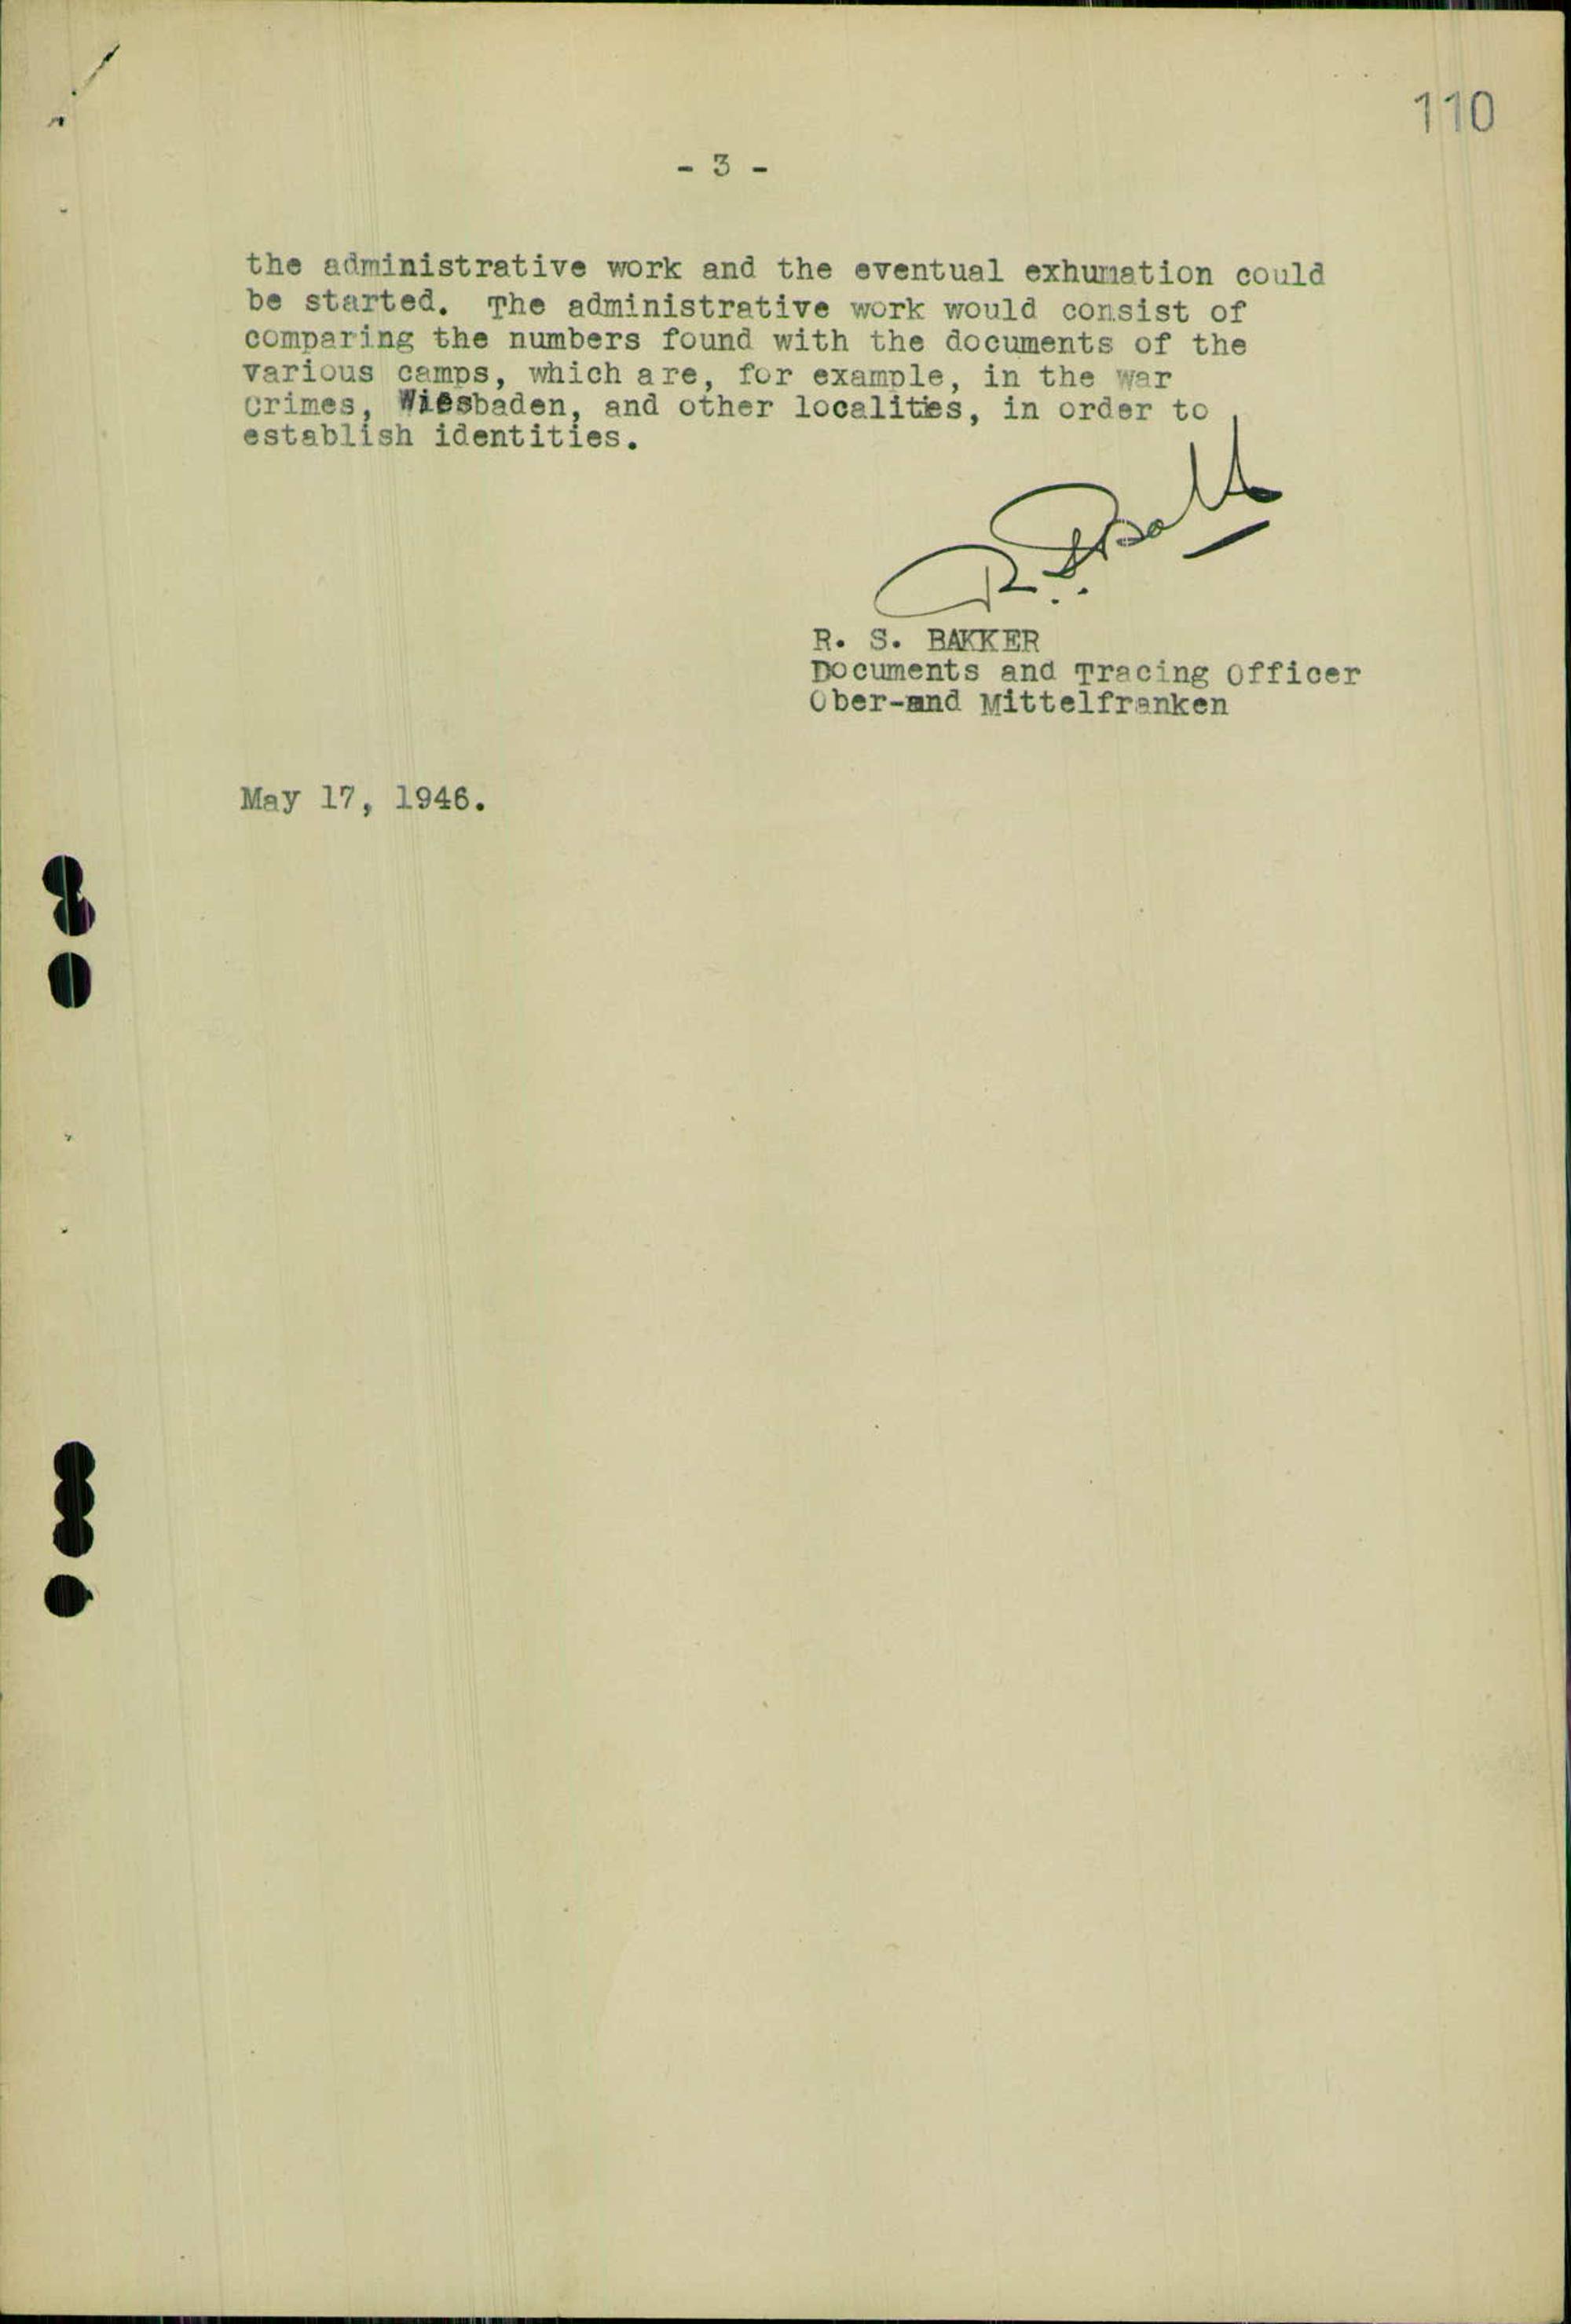 110
- 3 -
the administrative work and the eventual exhumation could
be started. The administrative work would consist of
comparing the numbers found with the documents of the
various camps, which are, for example, in the war
crimes, Wiesbaden, and other localities, in order to
establish identities.
R. S. BAKKER
Documents and Tracing Officer
Ober-and Mittelfranken
May 17, 1946.